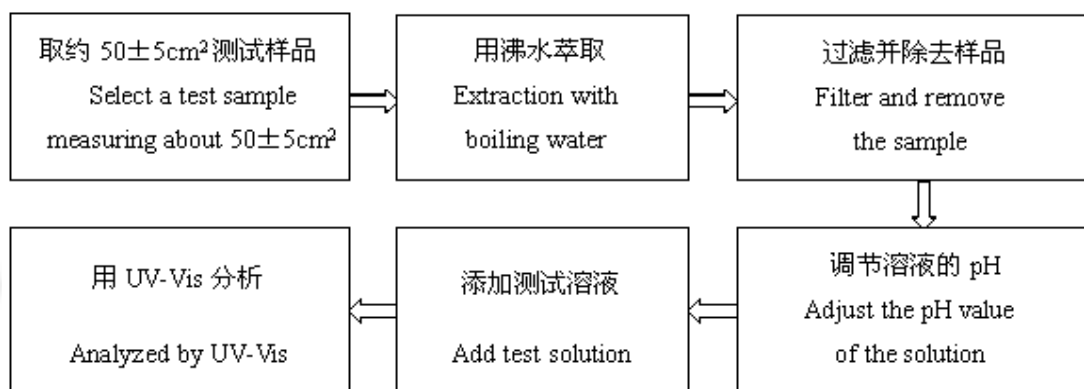 取约 50±5cm² 测试样品
Select a test sample
measuring about 50±5cm²
用沸水萃取
Extraction with
boiling water
过滤并除去样品
Filter and remove
the sample
调节溶液的 pH
Adjust the pH value
of the solution
添加测试溶液
Add test solution
用 UV-Vis 分析
Analyzed by UV-Vis